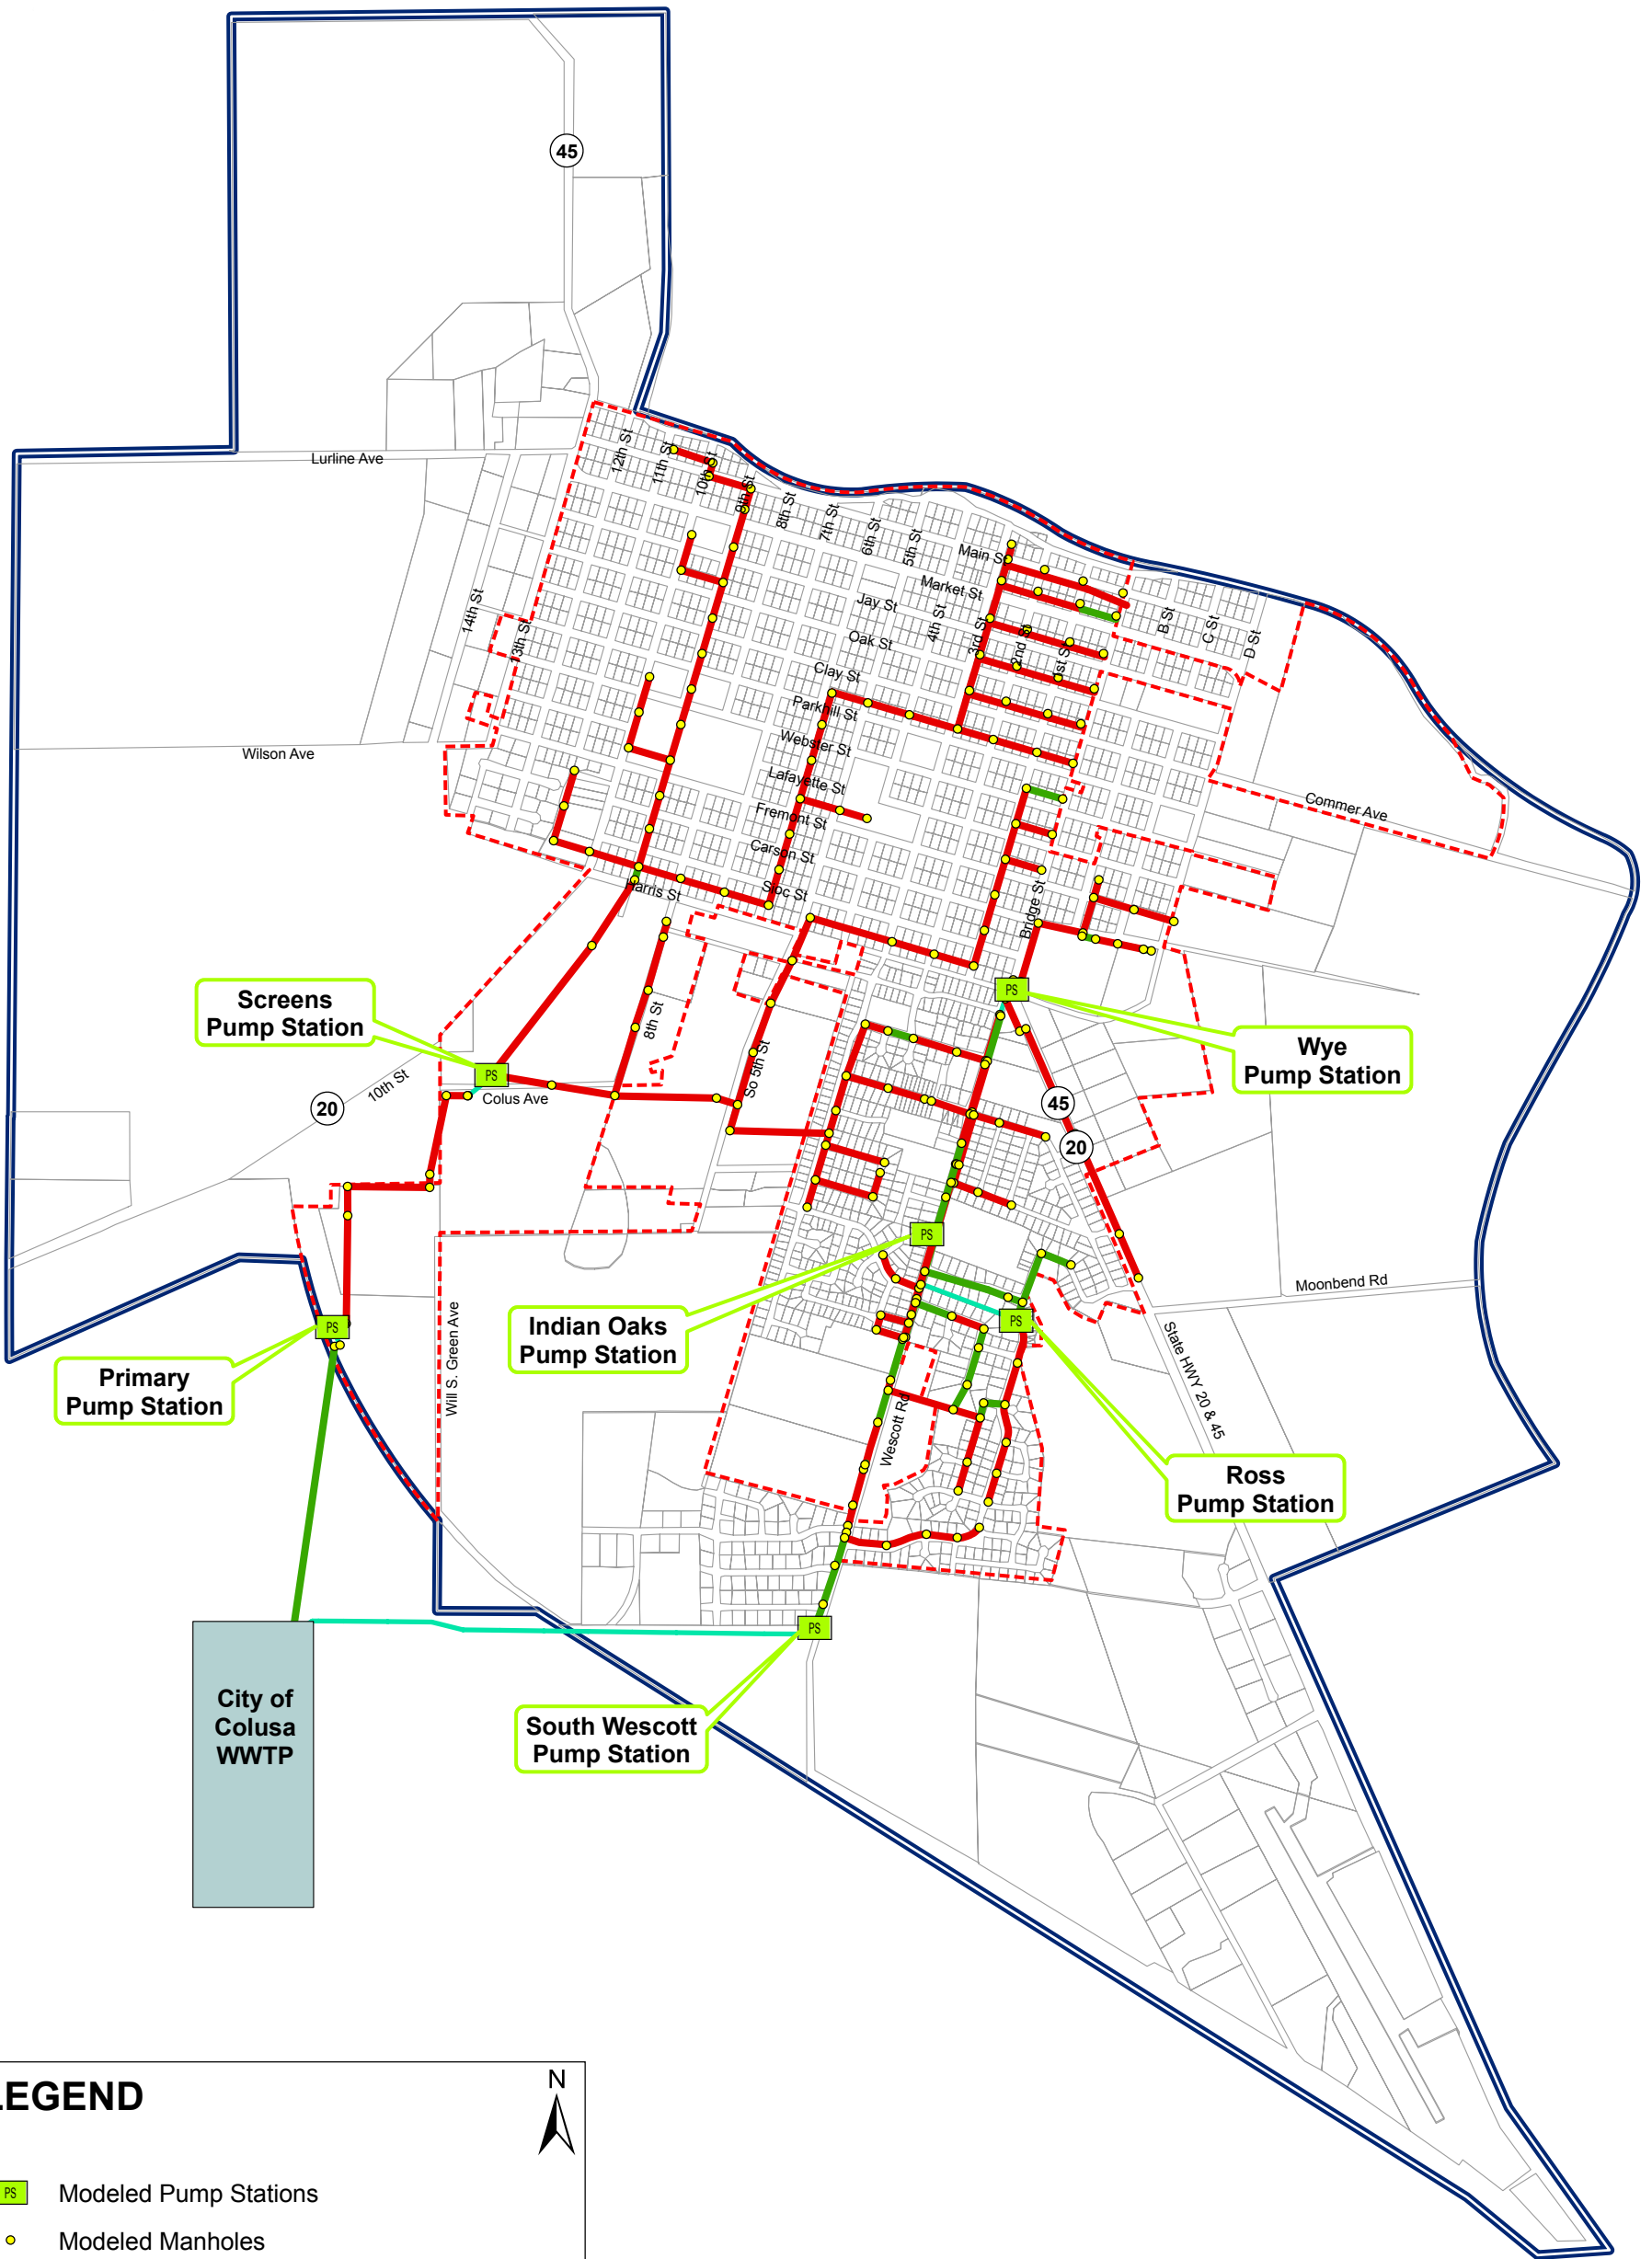 45
Lurline Ave
12th St
11th St
10th St
9th St
8th St
7th St
6th St
5th St
Main St
Market St
Jay St
4th St
Oak St
3rd St
2nd St
1st St
B St
C St
D St
14th St
13th St
Clay St
Parkhill St
Wilson Ave
Webster St
Lafayette St
Fremont St
Commer Ave
Carson St
Sioc St
Harris St
Bridge St
Screens
Pump Station
PS
Wye
Pump Station
8th St
So 5th St
PS
10th St
20
Colus Ave
45
20
PS
Moonbend Rd
Indian Oaks
Pump Station
PS
PS
Primary
Pump Station
Will S. Green Ave
State HWY 20 & 45
Wescott Rd
Ross
Pump Station
PS
City of
Colusa
WWTP
South Wescott
Pump Station
LEGEND
N
PS Modeled Pump Stations
Modeled Manholes